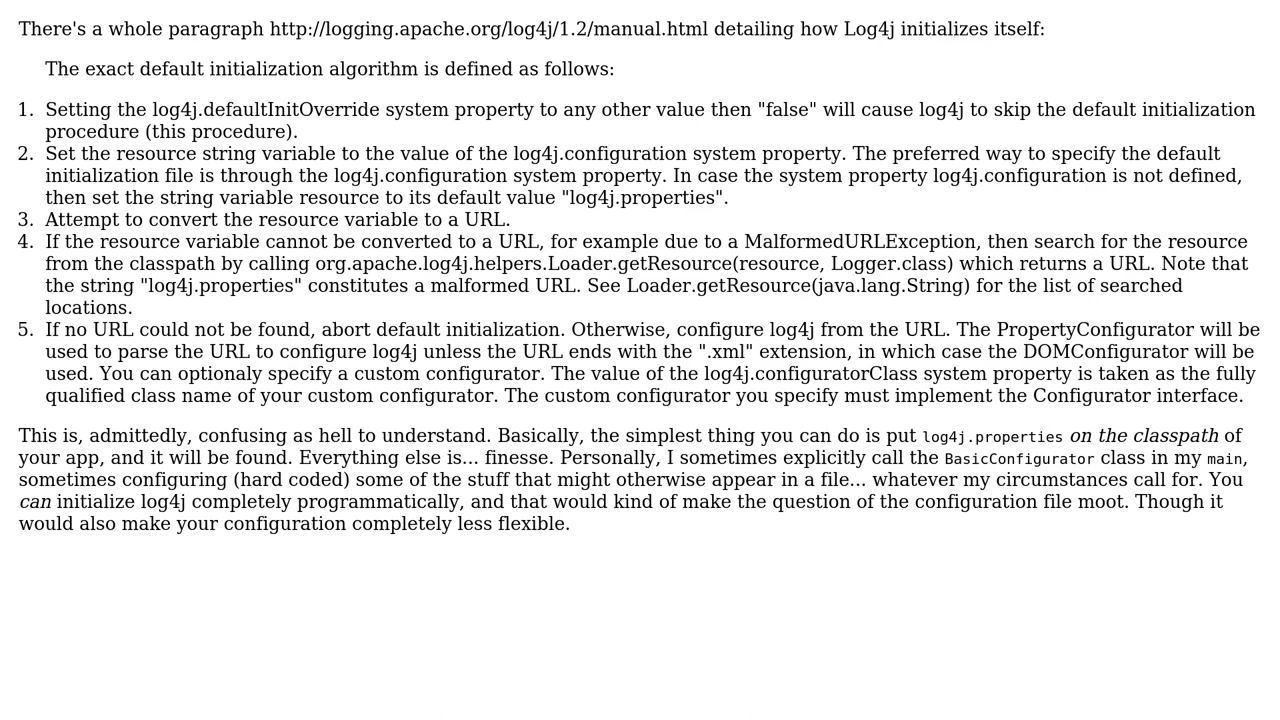 There's a whole paragraph http://logging.apache.org/log4j/1.2/manual.html detailing how Log4j initializes itself:
The exact default initialization algorithm is defined as follows:
1. Setting the log4j.defaultInitOverride system property to any other value then "false" will cause log4j to skip the default initialization
procedure (this procedure).
2. Set the resource string variable to the value of the log4j.configuration system property. The preferred way to specify the default
initialization file is through the log4j.configuration system property. In case the system property log4j.configuration is not defined,
then set the string variable resource to its default value "log4j.properties".
3. Attempt to convert the resource variable to a URL.
4. If the resource variable cannot be converted to a URL, for example due to a MalformedURLException, then search for the resource
from the classpath by calling org.apache.log4j.helpers.Loader.getResource(resource, Logger.class) which returns a URL. Note that
the string "log4j.properties" constitutes a malformed URL. See Loader.getResource(java.lang.String) for the list of searched
locations.
5. If no URL could not be found, abort default initialization. Otherwise, configure log4j from the URL. The PropertyConfigurator will be
used to parse the URL to configure log4j unless the URL ends with the ".xml" extension, in which case the DOMConfigurator will be
used. You can optionaly specify a custom configurator. The value of the log4j.configuratorClass system property is taken as the fully
qualified class name of your custom configurator. The custom configurator you specify must implement the Configurator interface.
This is, admittedly, confusing as hell to understand. Basically, the simplest thing you can do is put log4j.properties on the classpath of
your app, and it will be found. Everything else is... finesse. Personally, I sometimes explicitly call the BasicConfigurator class in my main,
sometimes configuring (hard coded) some of the stuff that might otherwise appear in a file... whatever my circumstances call for. You
can initialize log4j completely programmatically, and that would kind of make the question of the configuration file moot. Though it
would also make your configuration completely less flexible.